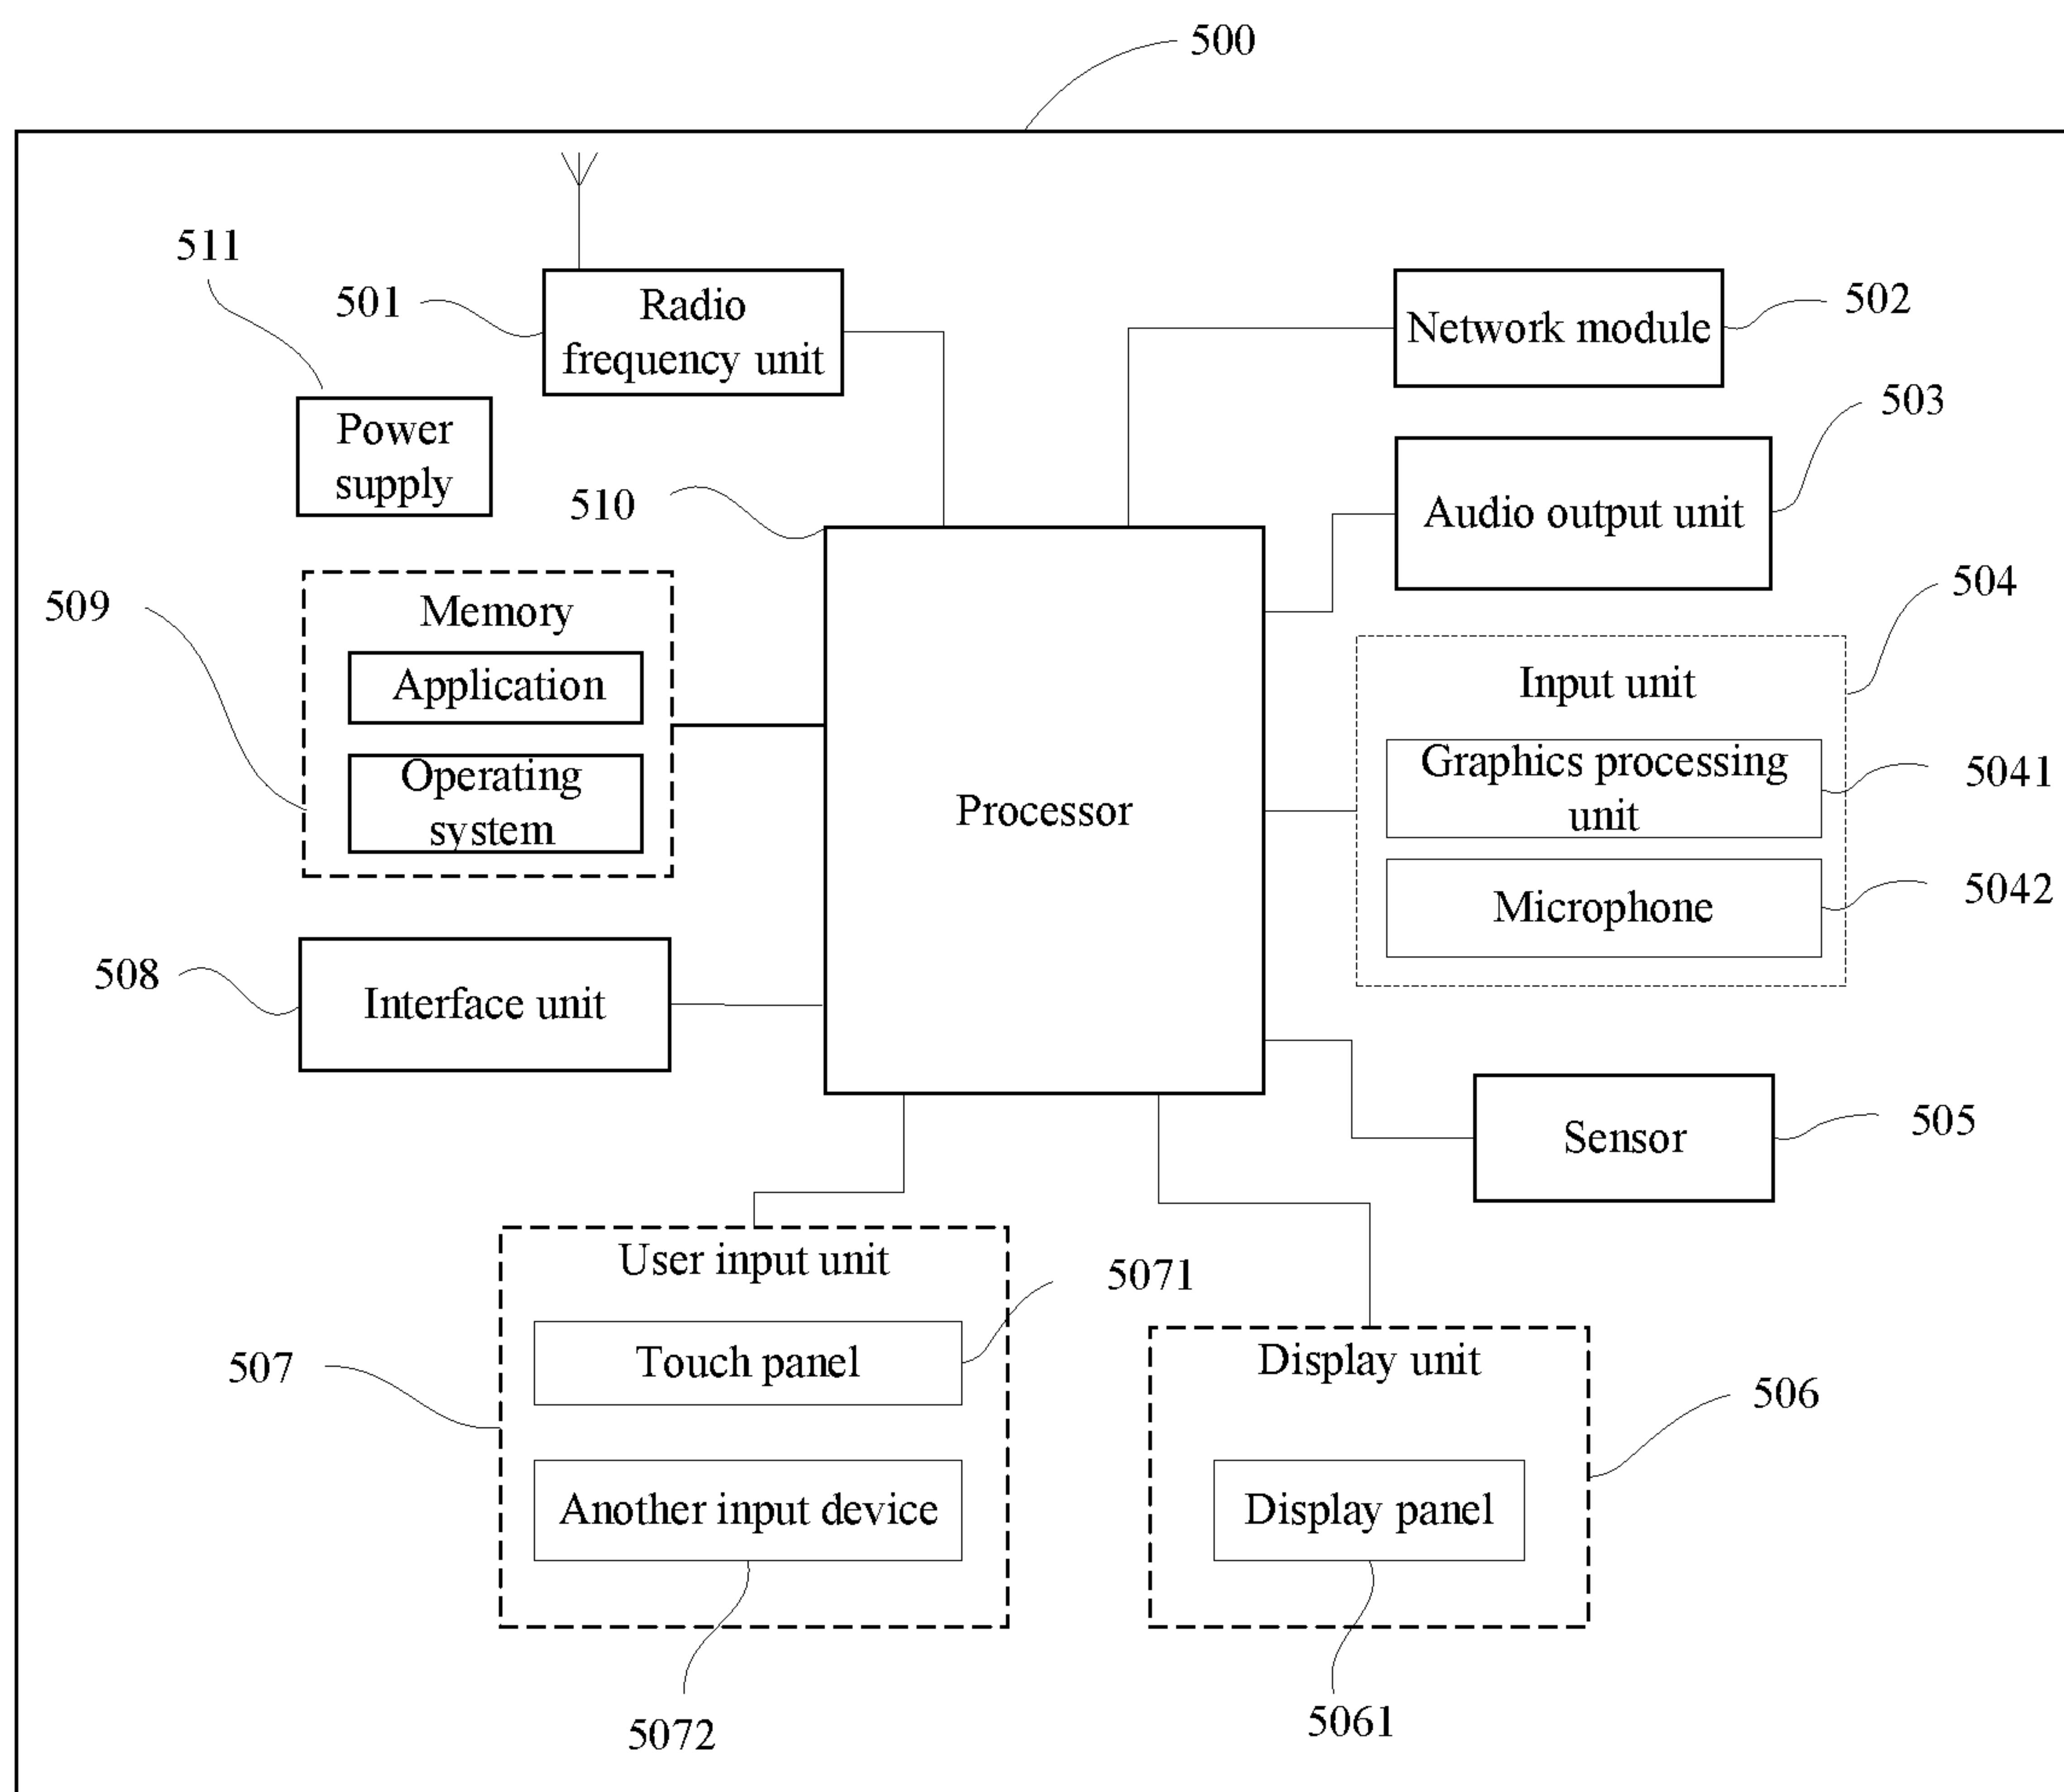 500
511
501
Radio
frequency unit
Network module
502
Power
supply
503
510
Audio output unit
509
Memory
504
Application
Input unit
Operating
system
Processor
Graphics processing
unit
5041
Microphone
5042
508
Interface unit
Sensor
505
User input unit
5071
507
Touch panel
Display unit
506
Another input device
Display panel
5072
5061